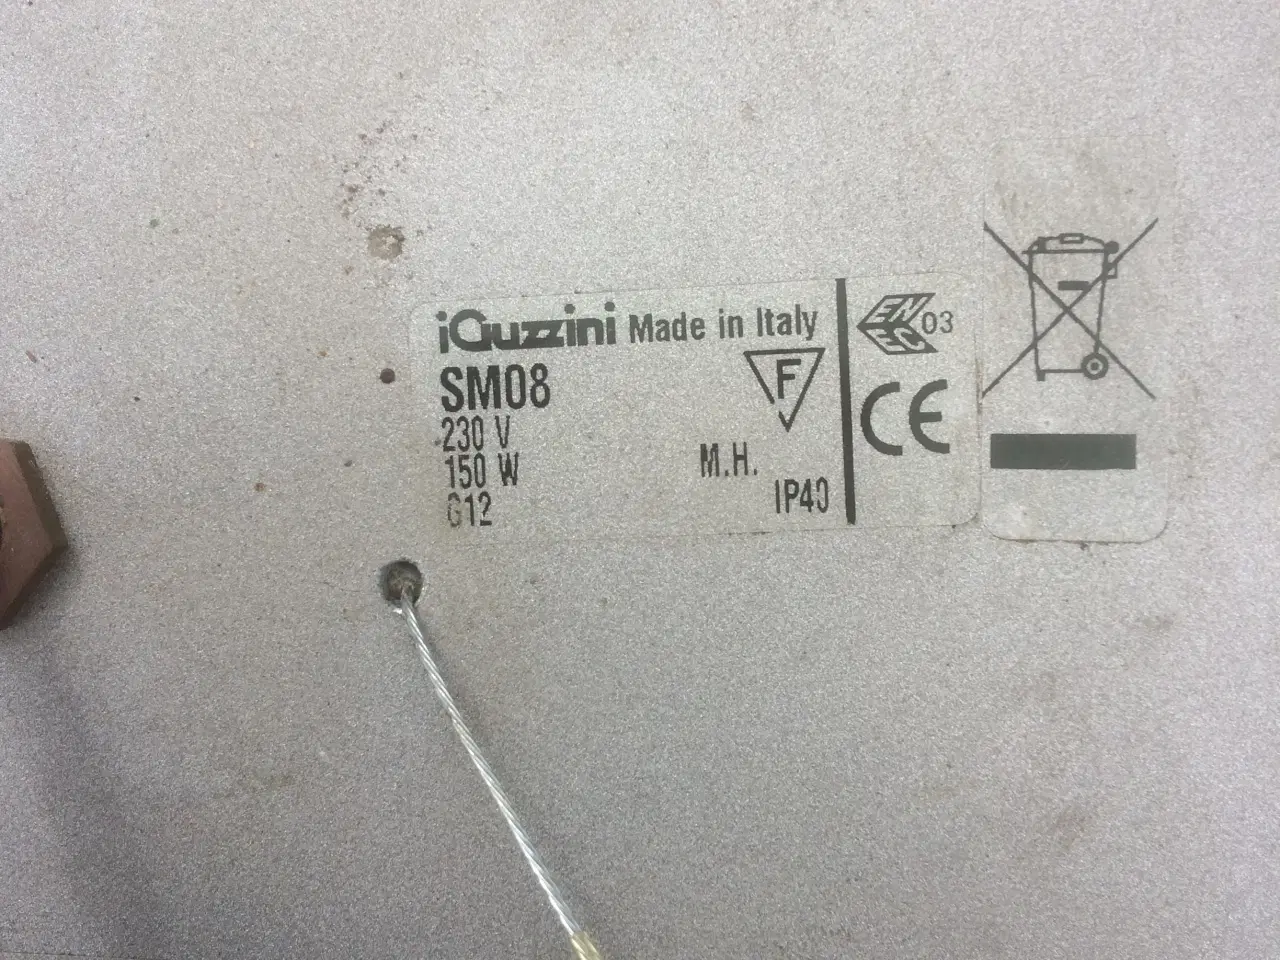 iGuzzini Made in Italy
SM08
F
230 V
150 W
M.H.
G12
IP40
ENEC 03
CE